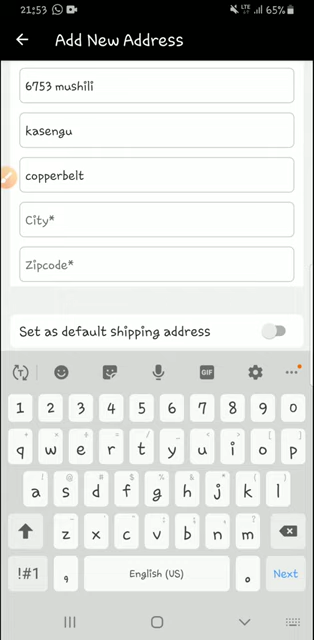 21:53 LTE 65%
Add New Address
6753 mushili
kasengu
copperbelt
City*
Zipcode*
Set as default shipping address
GIF
1 2 3 4 5 6 7 8 9 0
q w e r t y u i o p
a s d f g h j k l
z x c v b n m
!#1 , English (US) . Next